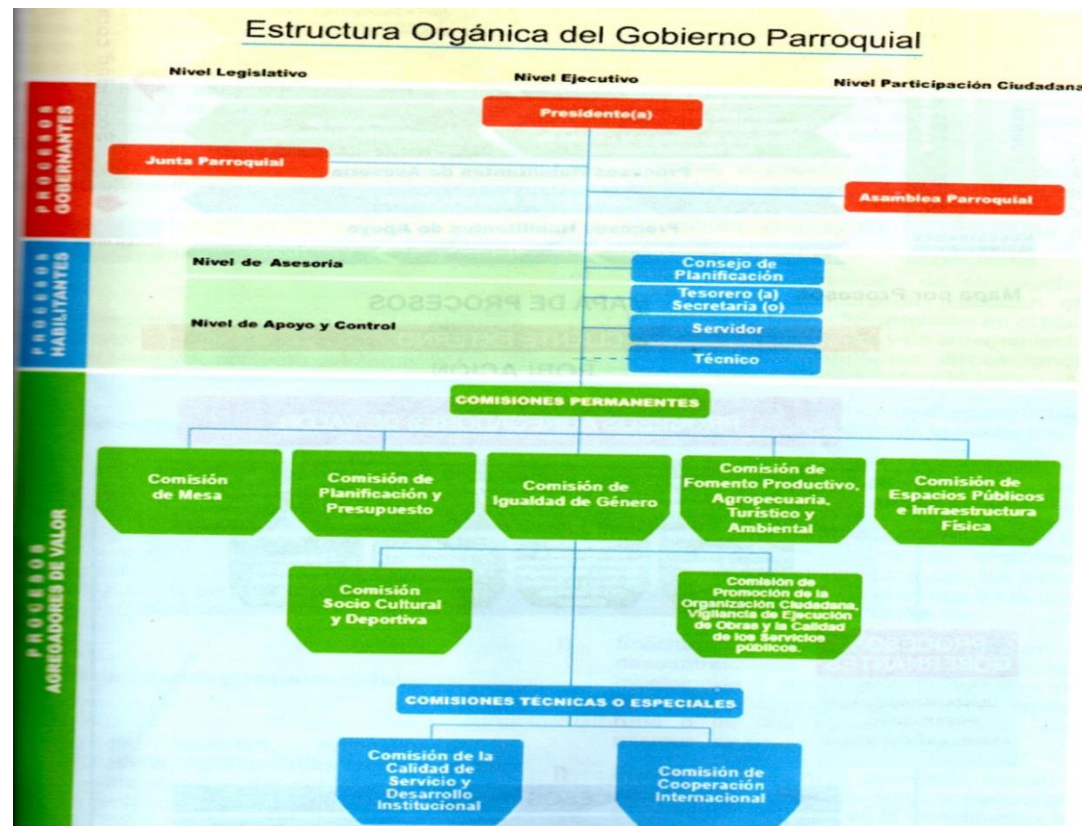 Estructura Orgánica del Gobierno Parroquial
Nivel Legislativo
Nivel Ejecutivo
Nivel Participación Ciudadana
PROCESOS
GOBERNANTES
Presidente(a)
Junta Parroquial
Asamblea Parroquial
PROCESOS
HABILITANTES
Nivel de Asesoría
Consejo de
Planificación
Nivel de Apoyo y Control
Tesorero (a)
Secretaria (o)
Servidor
Técnico
PROCESOS
AGREGADORES DE VALOR
COMISIONES PERMANENTES
Comisión
de Mesa
Comisión de
Planificación y
Presupuesto
Comisión de
Igualdad de Género
Comisión de
Fomento Productivo,
Agropecuaria,
Turístico y
Ambiental
Comisión de
Espacios Públicos
e Infraestructura
Física
Comisión
Socio Cultural
y Deportiva
Comisión de
Promoción de la
Organización Ciudadana,
Vigilancia de Ejecución
de Obras y la Calidad
de los Servicios
públicos.
COMISIONES TÉCNICAS O ESPECIALES
Comisión de la
Calidad de
Servicio y
Desarrollo
Institucional
Comisión de
Cooperación
Internacional